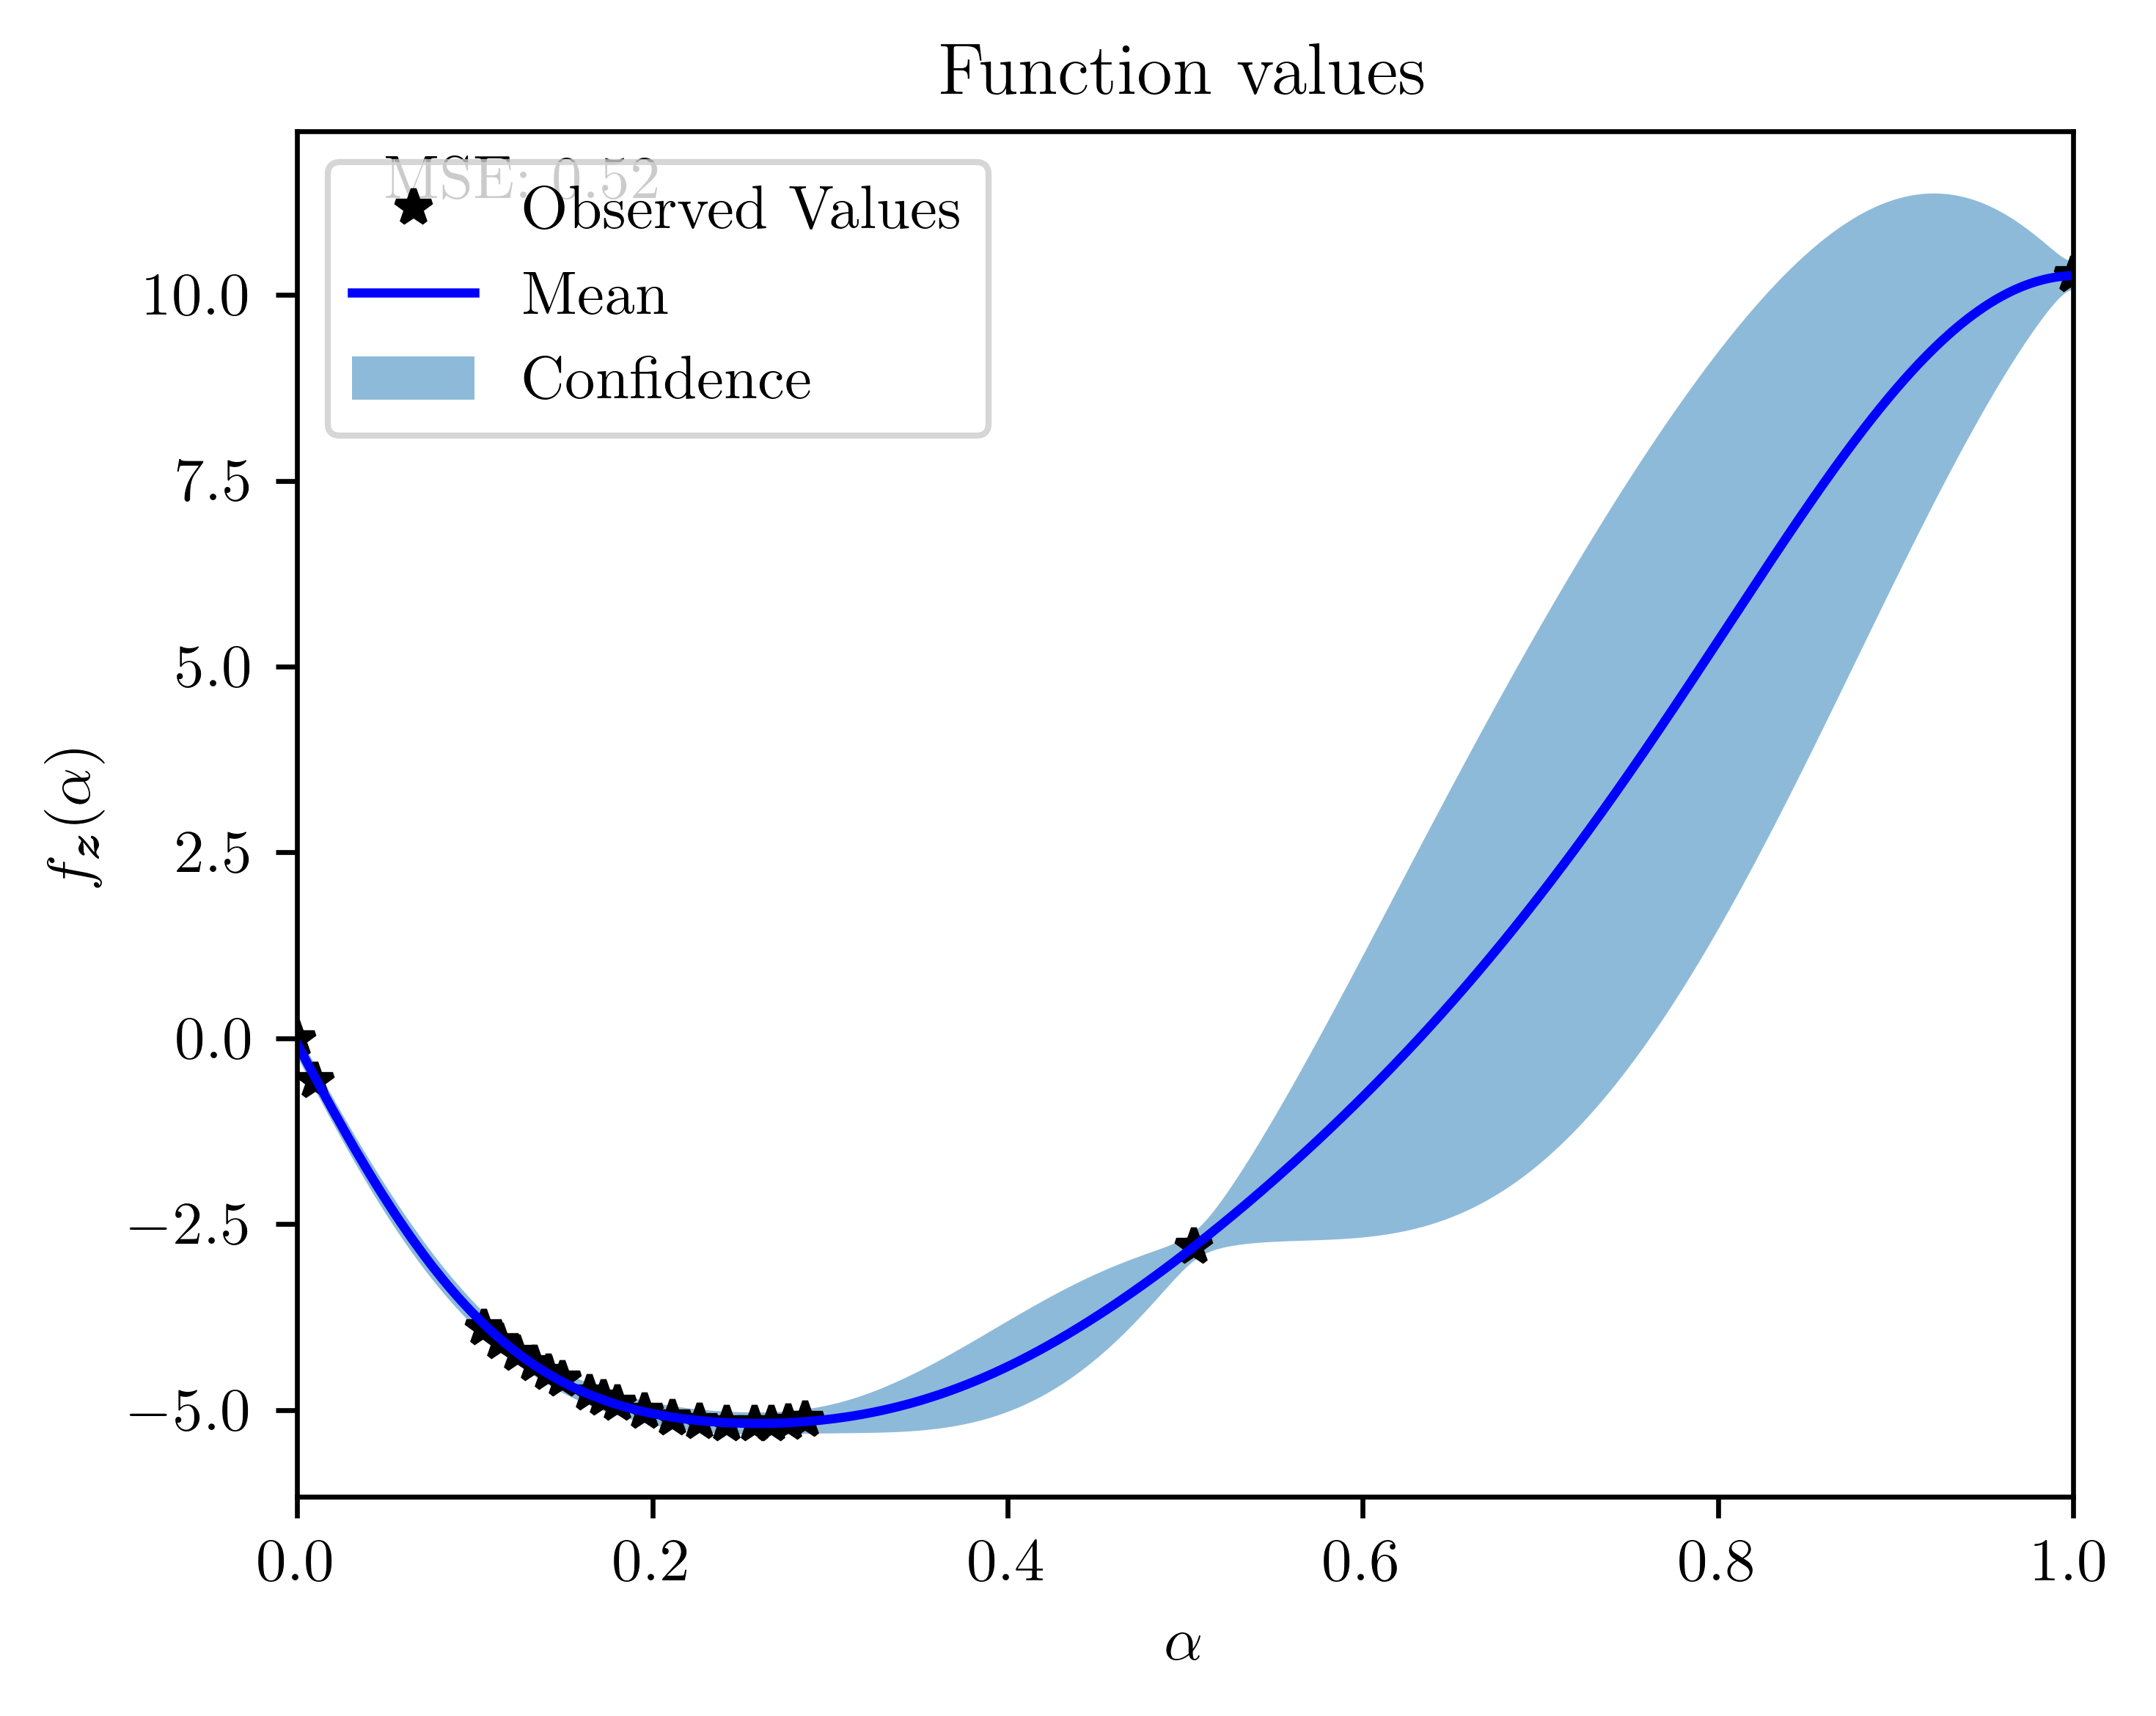 Function values
MSE: 0.52
Observed Values
Mean
Confidence
10.0
7.5
5.0
2.5
0.0
−2.5
−5.0
f_z(α)
0.0 0.2 0.4 0.6 0.8 1.0
α